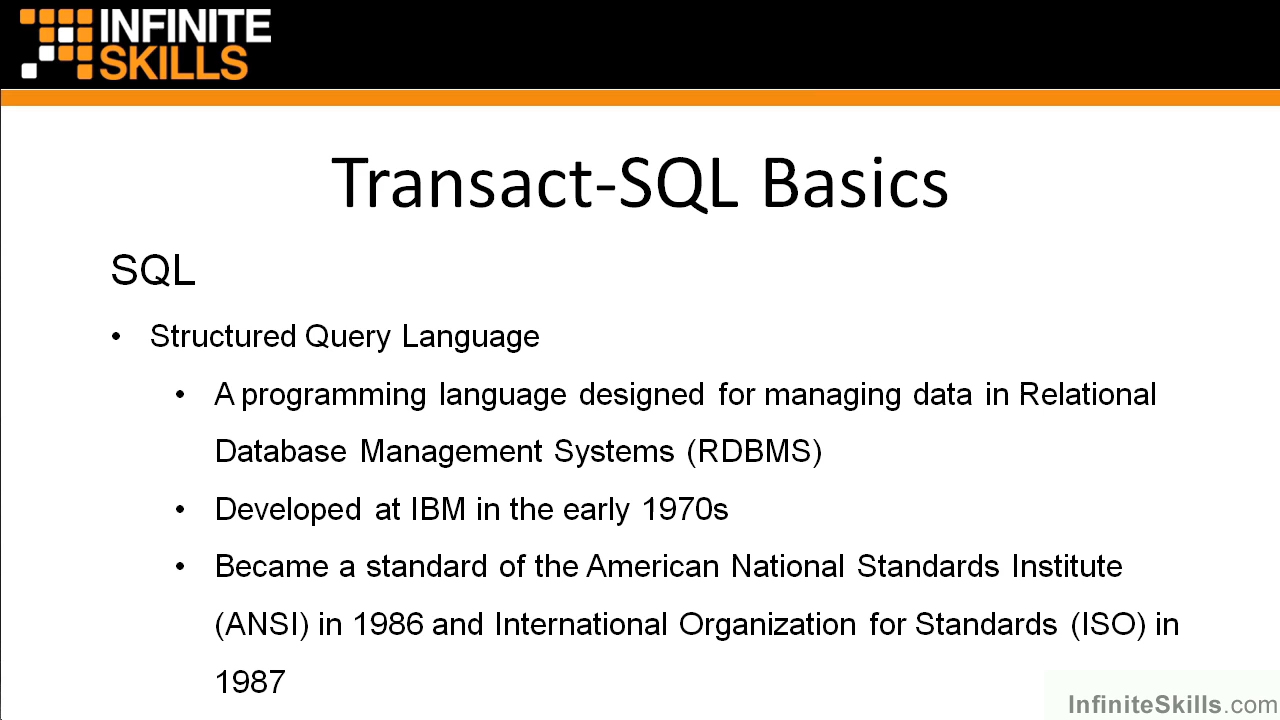 INFINITE
SKILLS
Transact-SQL Basics
SQL
• Structured Query Language
• A programming language designed for managing data in Relational
Database Management Systems (RDBMS)
• Developed at IBM in the early 1970s
• Became a standard of the American National Standards Institute
(ANSI) in 1986 and International Organization for Standards (ISO) in
1987
InfiniteSkills.com